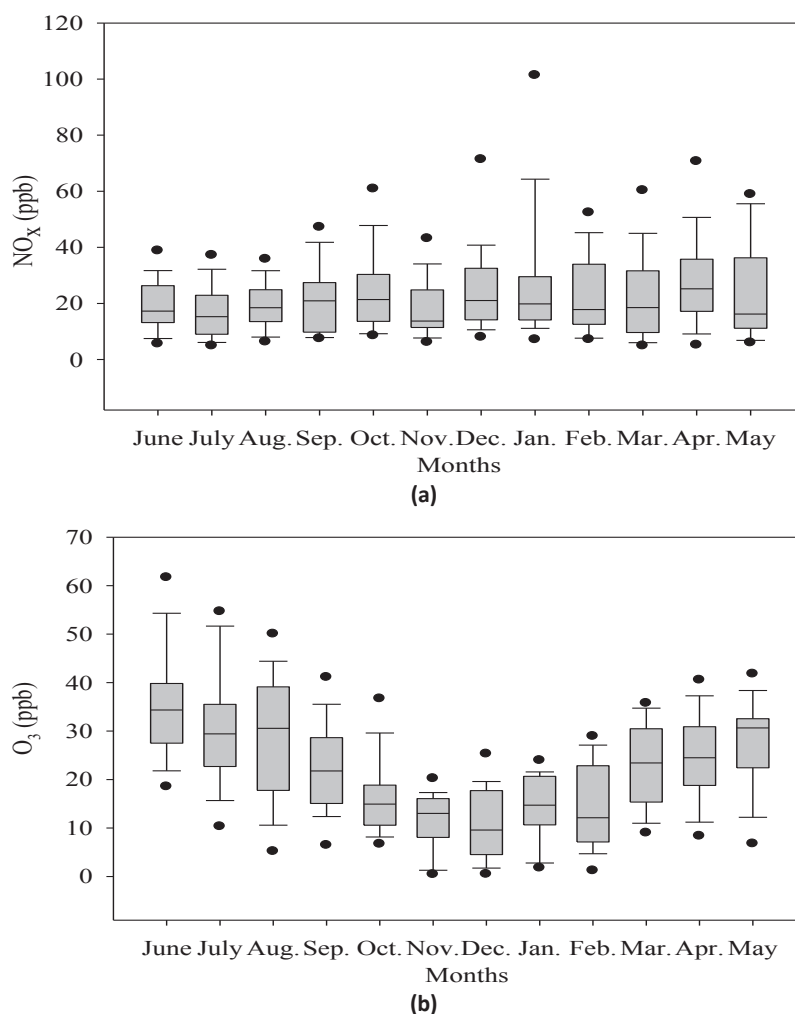 120
100
80
60
40
20
0
NOX (ppb)
June July Aug. Sep. Oct. Nov. Dec. Jan. Feb. Mar. Apr. May
Months
(a)
70
60
50
40
30
20
10
0
O3 (ppb)
June July Aug. Sep. Oct. Nov. Dec. Jan. Feb. Mar. Apr. May
Months
(b)